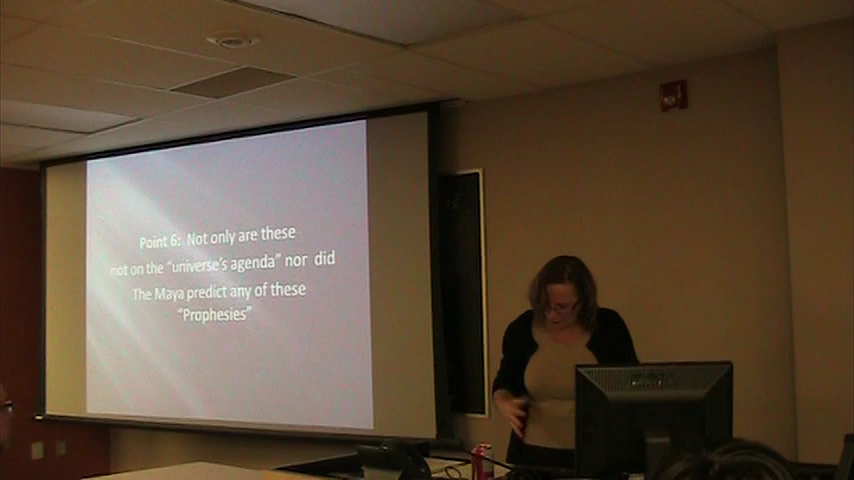 Point 6: Not only are these
not on the “universe’s agenda” nor did
The Maya predict any of these
“Prophesies”